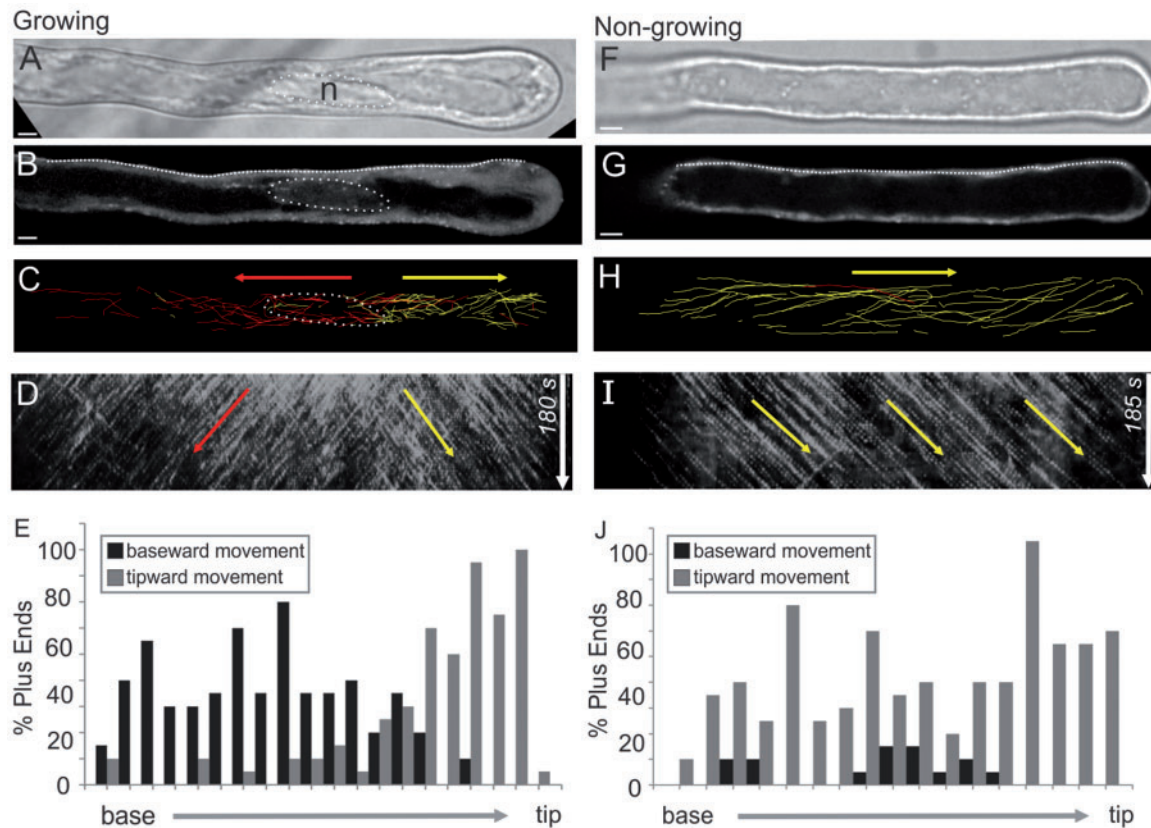 Growing
A
n
B
C
D
180 s
E
% Plus Ends
100
80
60
40
20
0
baseward movement
tipward movement
base
tip
Non-growing
F
G
H
I
185 s
J
% Plus Ends
100
80
60
40
20
0
baseward movement
tipward movement
base
tip